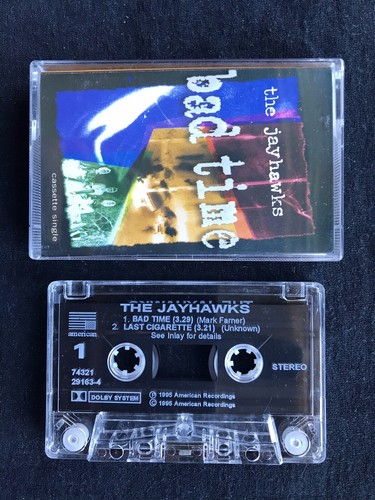 the jayhawks
bad time
cassette single
THE JAYHAWKS
1. BAD TIME (3.29) (Mark Farner)
2. LAST CIGARETTE (3.21) (Unknown)
See Inlay for details
american
1
74321
29163-4
STEREO
DOLBY SYSTEM
℗ 1995 American Recordings
© 1995 American Recordings